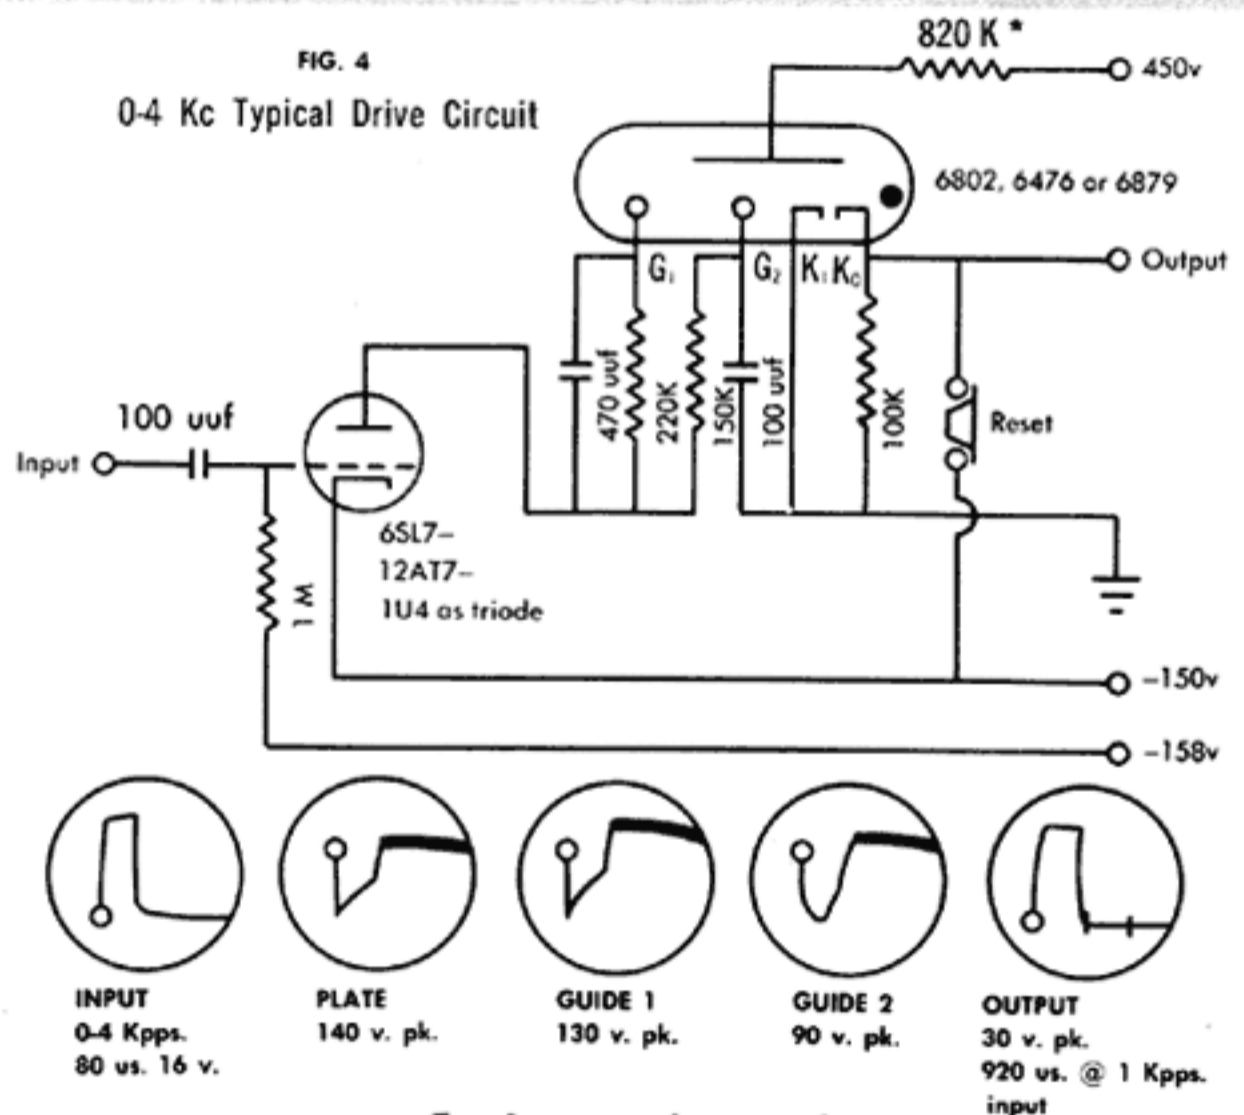 FIG. 4
0-4 Kc Typical Drive Circuit
820 K *
450v
6802, 6476 or 6879
G₁
G₂
K₁
K_C
Output
470 uuf
220K
150K
100 uuf
100K
Reset
100 uuf
Input
6SL7-
12AT7-
1U4 as triode
1 M
-150v
-158v
INPUT
0-4 Kpps.
80 us. 16 v.
PLATE
140 v. pk.
GUIDE 1
130 v. pk.
GUIDE 2
90 v. pk.
OUTPUT
30 v. pk.
920 us. @ 1 Kpps.
input